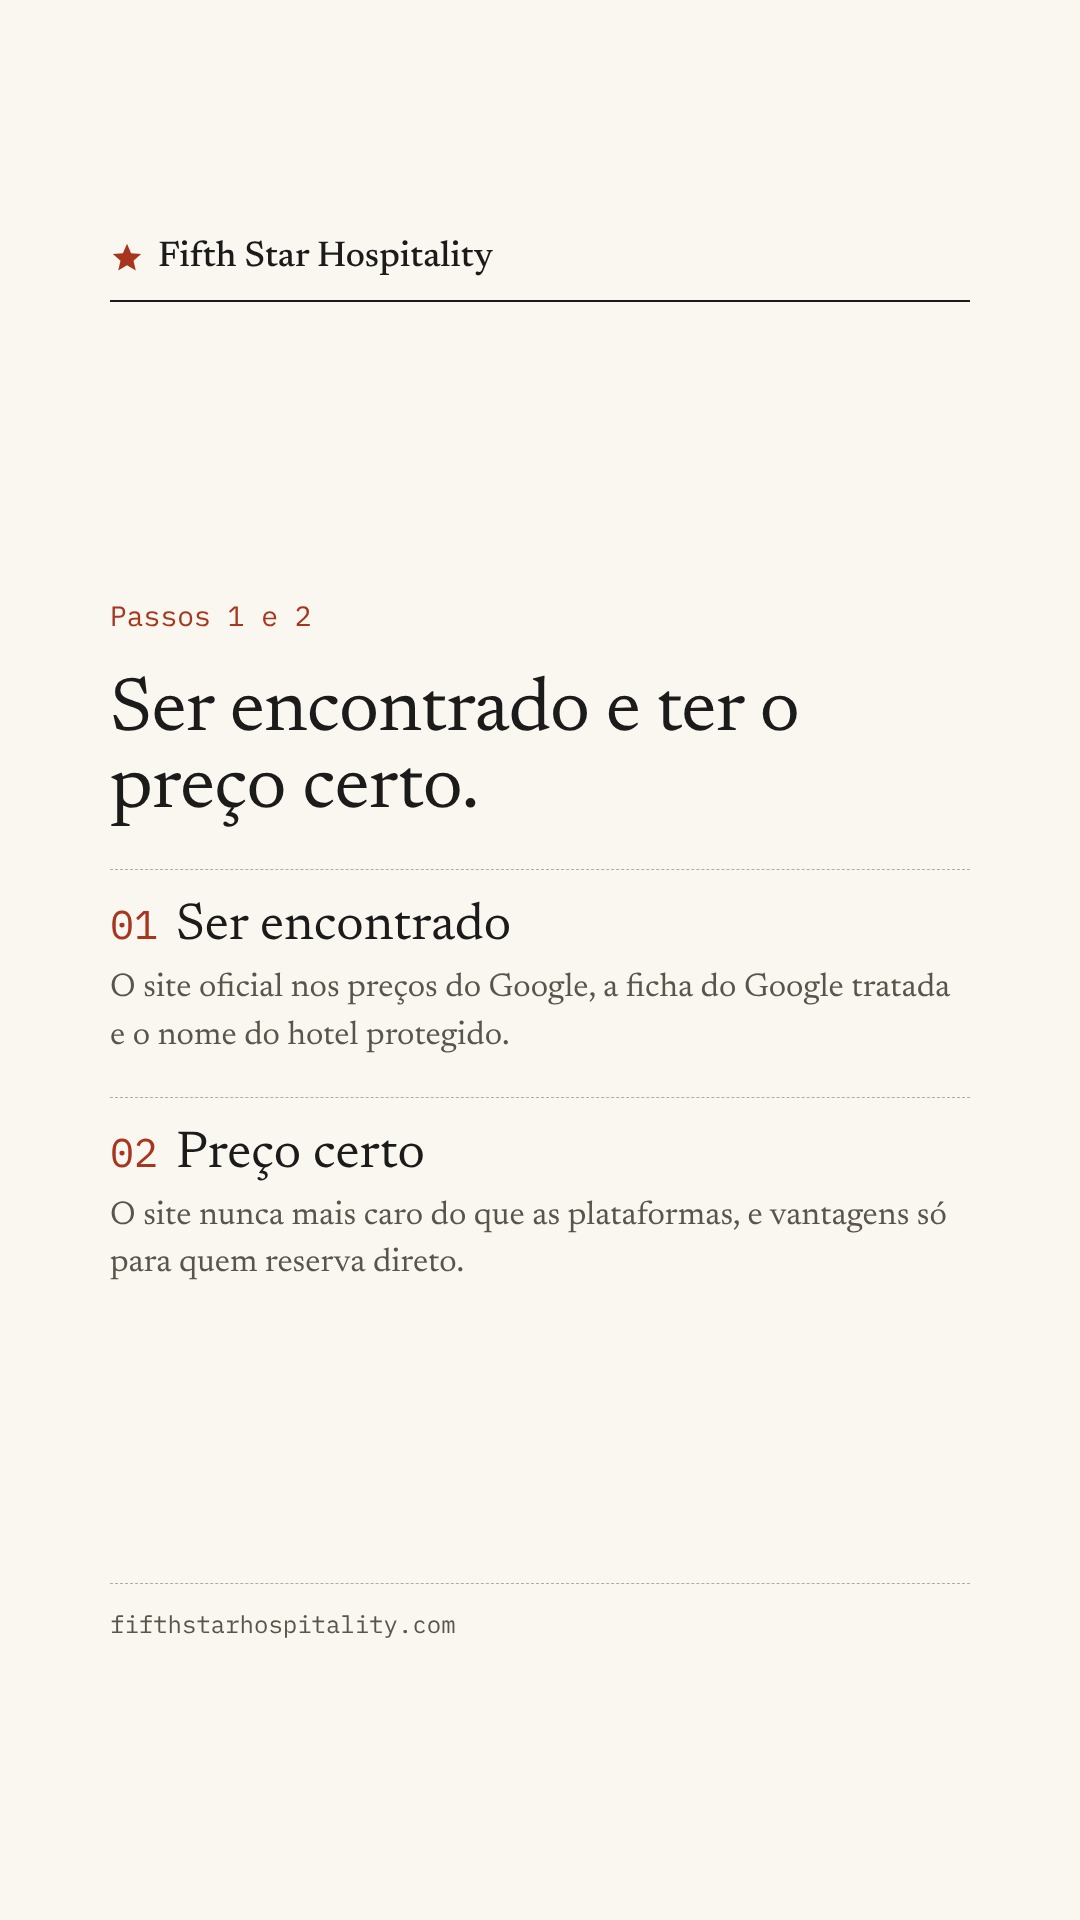 Fifth Star Hospitality
Passos 1 e 2
Ser encontrado e ter o
preço certo.
01 Ser encontrado
O site oficial nos preços do Google, a ficha do Google tratada
e o nome do hotel protegido.
02 Preço certo
O site nunca mais caro do que as plataformas, e vantagens só
para quem reserva direto.
fifthstarhospitality.com